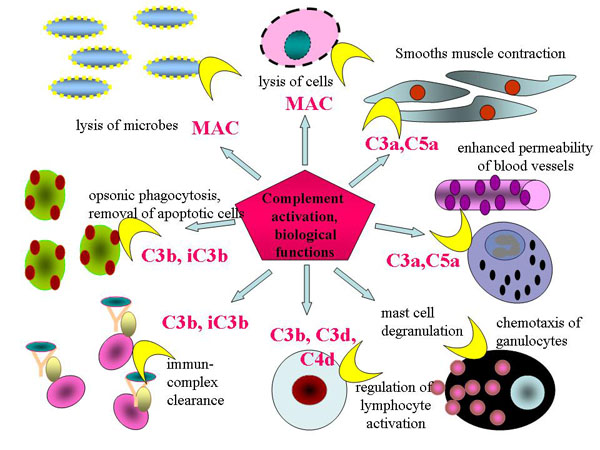 Smooths muscle contraction
lysis of cells
MAC
lysis of microbes
MAC
C3a,C5a
enhanced permeability
of blood vessels
opsonic phagocytosis,
removal of apoptotic cells
C3b, iC3b
Complement
activation,
biological
functions
C3a,C5a
C3b, iC3b
C3b, C3d,
C4d
mast cell
degranulation
chemotaxis of
ganulocytes
immun-
complex
clearance
regulation of
lymphocyte
activation